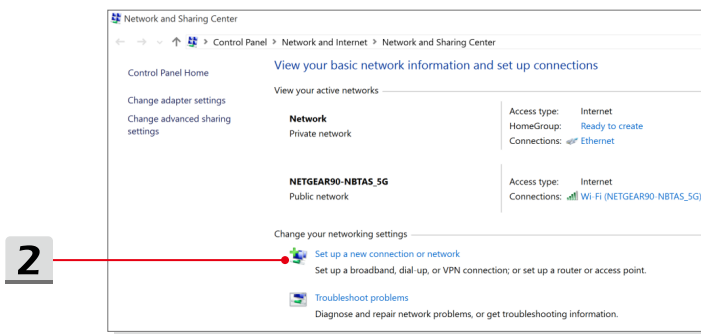 Network and Sharing Center
Control Panel > Network and Internet > Network and Sharing Center
Control Panel Home
Change adapter settings
Change advanced sharing
settings
View your basic network information and set up connections
View your active networks
Network
Private network
Access type: Internet
HomeGroup: Ready to create
Connections: Ethernet
NETGEAR90-NBTAS_5G
Public network
Access type: Internet
Connections: Wi-Fi (NETGEAR90-NBTAS_5G)
Change your networking settings
2
Set up a new connection or network
Set up a broadband, dial-up, or VPN connection; or set up a router or access point.
Troubleshoot problems
Diagnose and repair network problems, or get troubleshooting information.